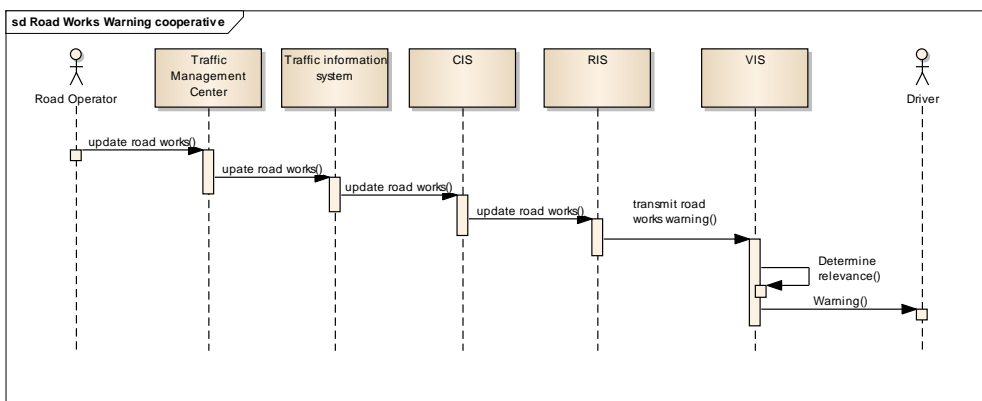 sd Road Works Warning cooperative
Road Operator
Traffic
Management
Center
Traffic information
system
CIS
RIS
VIS
Driver
update road works()
upate road works()
update road works()
update road works()
transmit road
works warning()
Determine
relevance()
Warning()